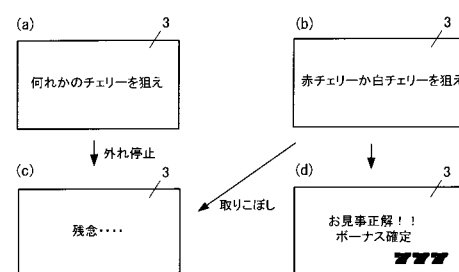 (a)
3
(b)
3
何れかのチェリーを狙え
赤チェリーか白チェリーを狙え
外れ停止
(c)
3
取りこぼし
(d)
3
残念‥‥
お見事正解！！
ボーナス確定
777